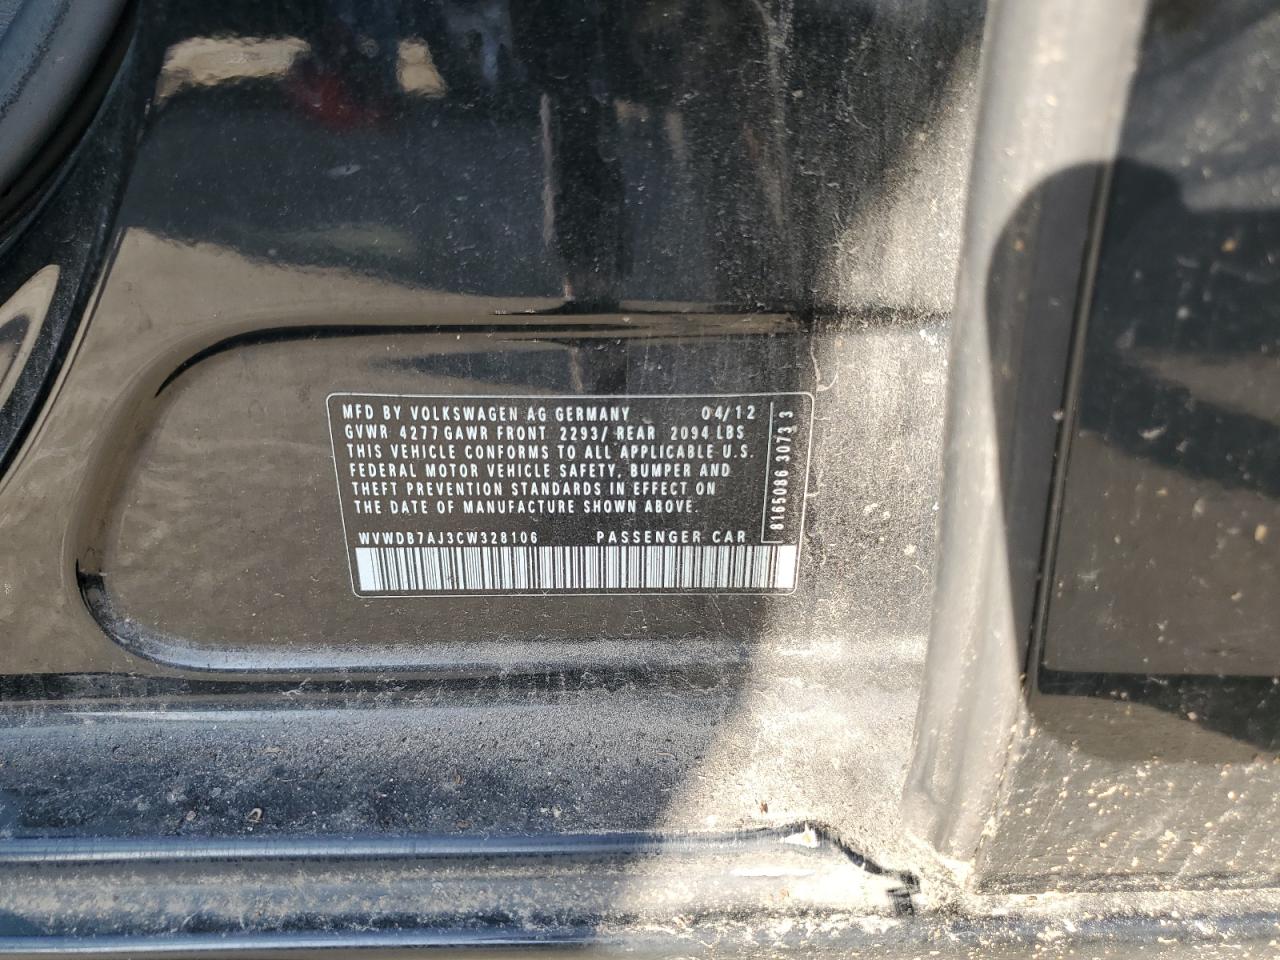 MFD BY VOLKSWAGEN AG GERMANY 04/12
GVWR 4277 GAWR FRONT 2293/ REAR 2094 LBS
THIS VEHICLE CONFORMS TO ALL APPLICABLE U.S.
FEDERAL MOTOR VEHICLE SAFETY, BUMPER AND
THEFT PREVENTION STANDARDS IN EFFECT ON
THE DATE OF MANUFACTURE SHOWN ABOVE.
WVWDB7AJ3CW328106 PASSENGER CAR
8165086 3073 3